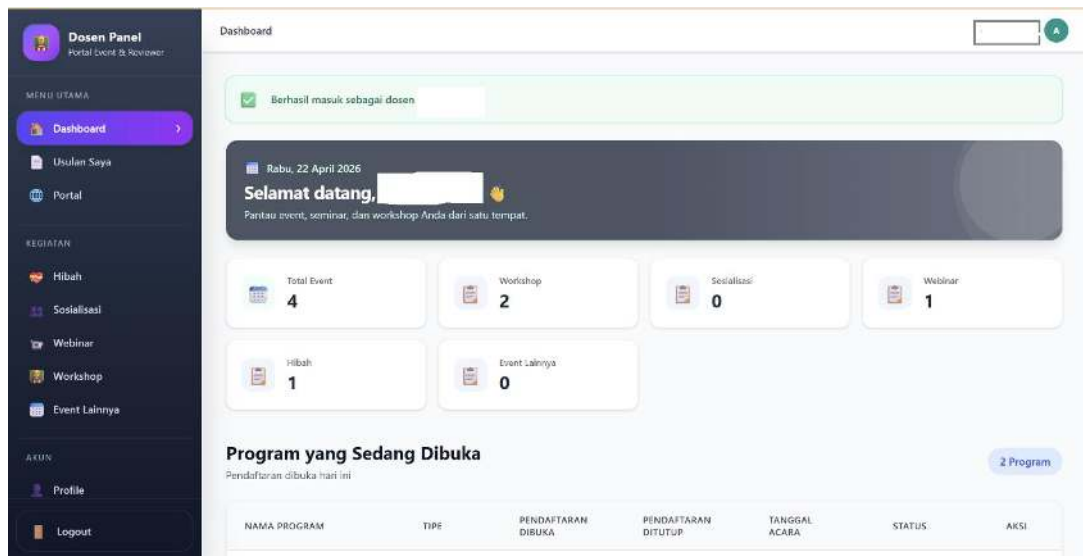 Dosen Panel
Portal Event & Reviewer
MENU UTAMA
Dashboard
Usulan Saya
Portal
KEGIATAN
Hibah
Sosialisasi
Webinar
Workshop
Event Lainnya
AKUN
Profile
Logout
Dashboard
A
Berhasil masuk sebagai dosen
Rabu, 22 April 2026
Selamat datang,
Pantau event, seminar, dan workshop Anda dari satu tempat.
Total Event
4
Workshop
2
Sosialisasi
0
Webinar
1
Hibah
1
Event Lainnya
0
Program yang Sedang Dibuka
Pendaftaran dibuka hari ini
2 Program
NAMA PROGRAM TIPE PENDAFTARAN DIBUKA PENDAFTARAN DITUTUP TANGGAL ACARA STATUS AKSI